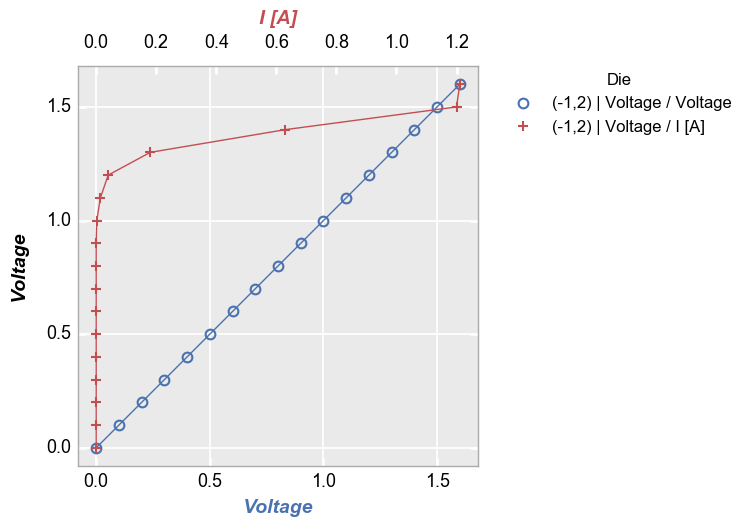 I [A]
0.0 0.2 0.4 0.6 0.8 1.0 1.2
Die
(-1,2) | Voltage / Voltage
(-1,2) | Voltage / I [A]
1.5
1.0
0.5
0.0
Voltage
0.0 0.5 1.0 1.5
Voltage